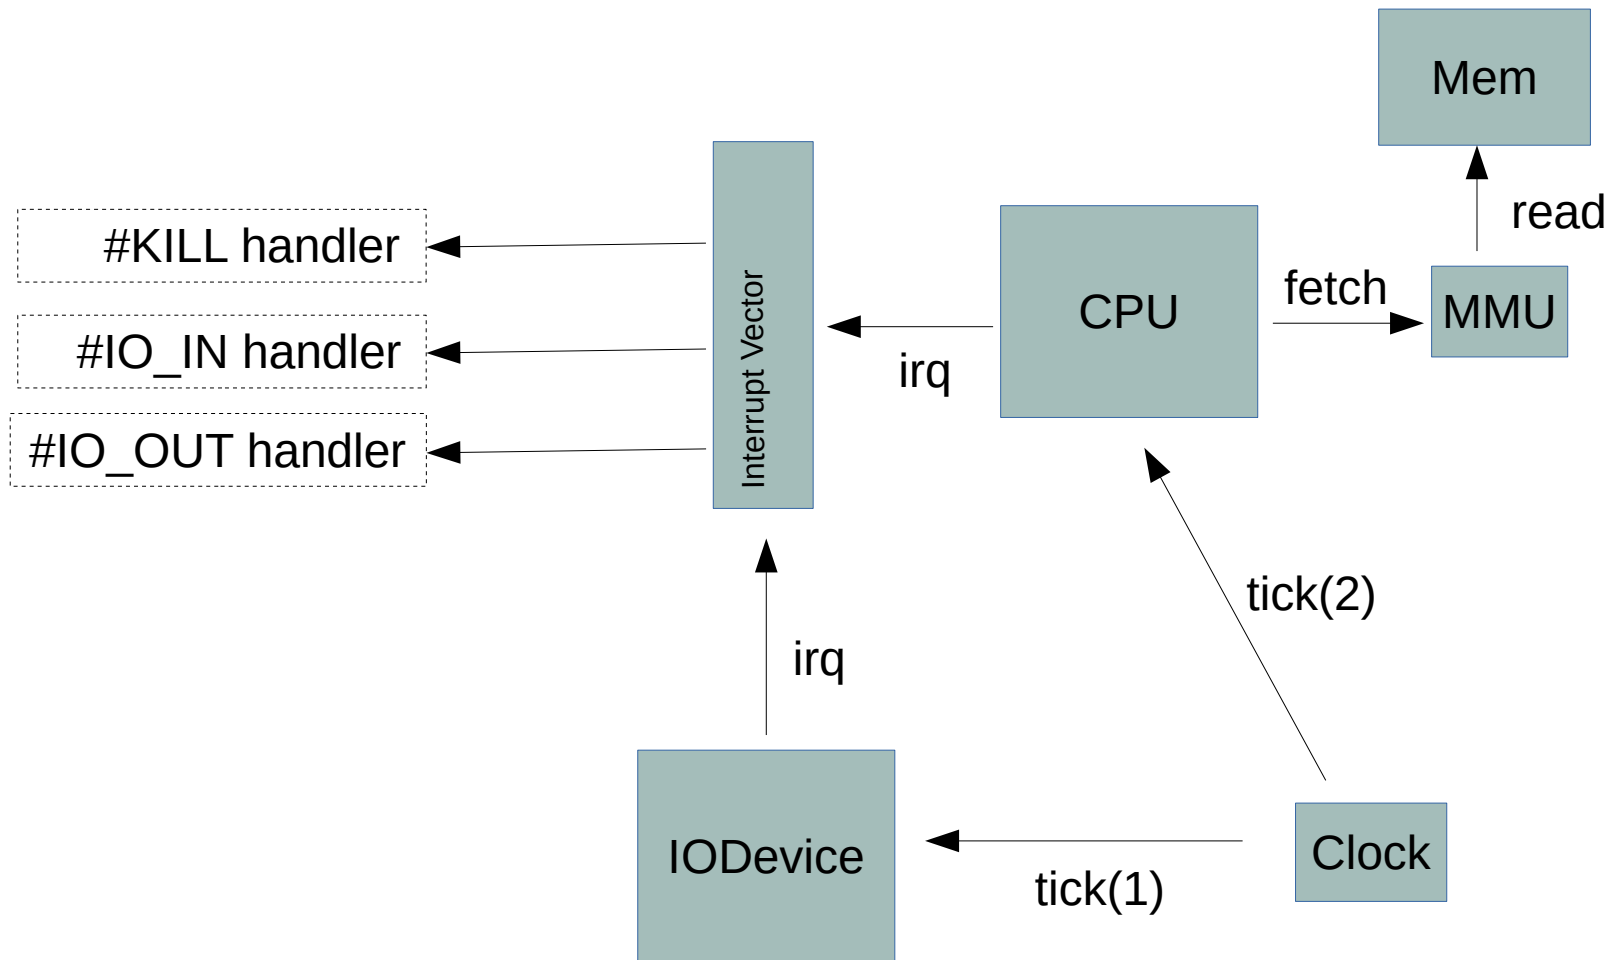 Mem
read
#KILL handler
fetch
MMU
CPU
Interrupt Vector
#IO_IN handler
irq
#IO_OUT handler
tick(2)
irq
IODevice
Clock
tick(1)